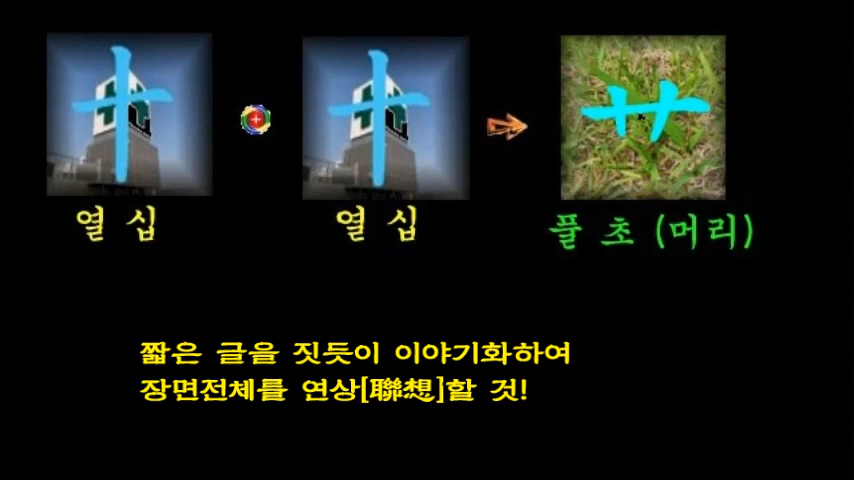 十 十 艹
열 십 열 십 풀 초 (머리)
짧은 글을 짓듯이 이야기화하여
장면전체를 연상[聯想]할 것!